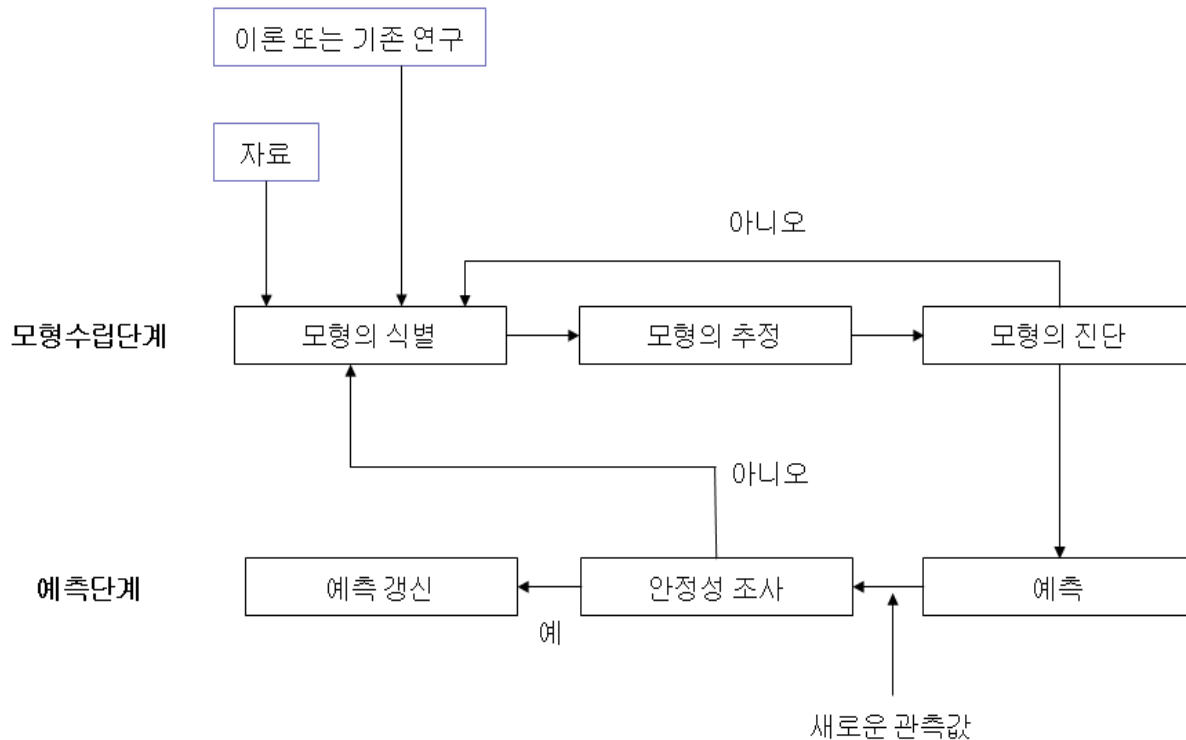 이론 또는 기존 연구
자료
아니오
모형수립단계
모형의 식별
모형의 추정
모형의 진단
아니오
예측단계
예측 갱신
안정성 조사
예측
예
새로운 관측값